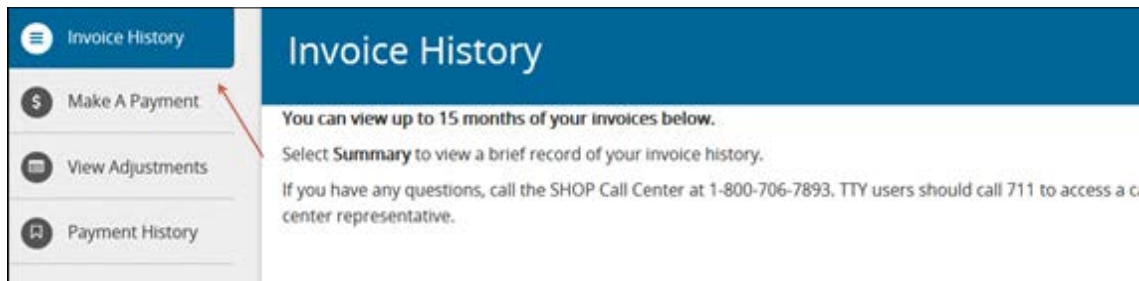 Invoice History
Make A Payment
View Adjustments
Payment History
Invoice History
You can view up to 15 months of your invoices below.
Select Summary to view a brief record of your invoice history.
If you have any questions, call the SHOP Call Center at 1-800-706-7893. TTY users should call 711 to access a
center representative.